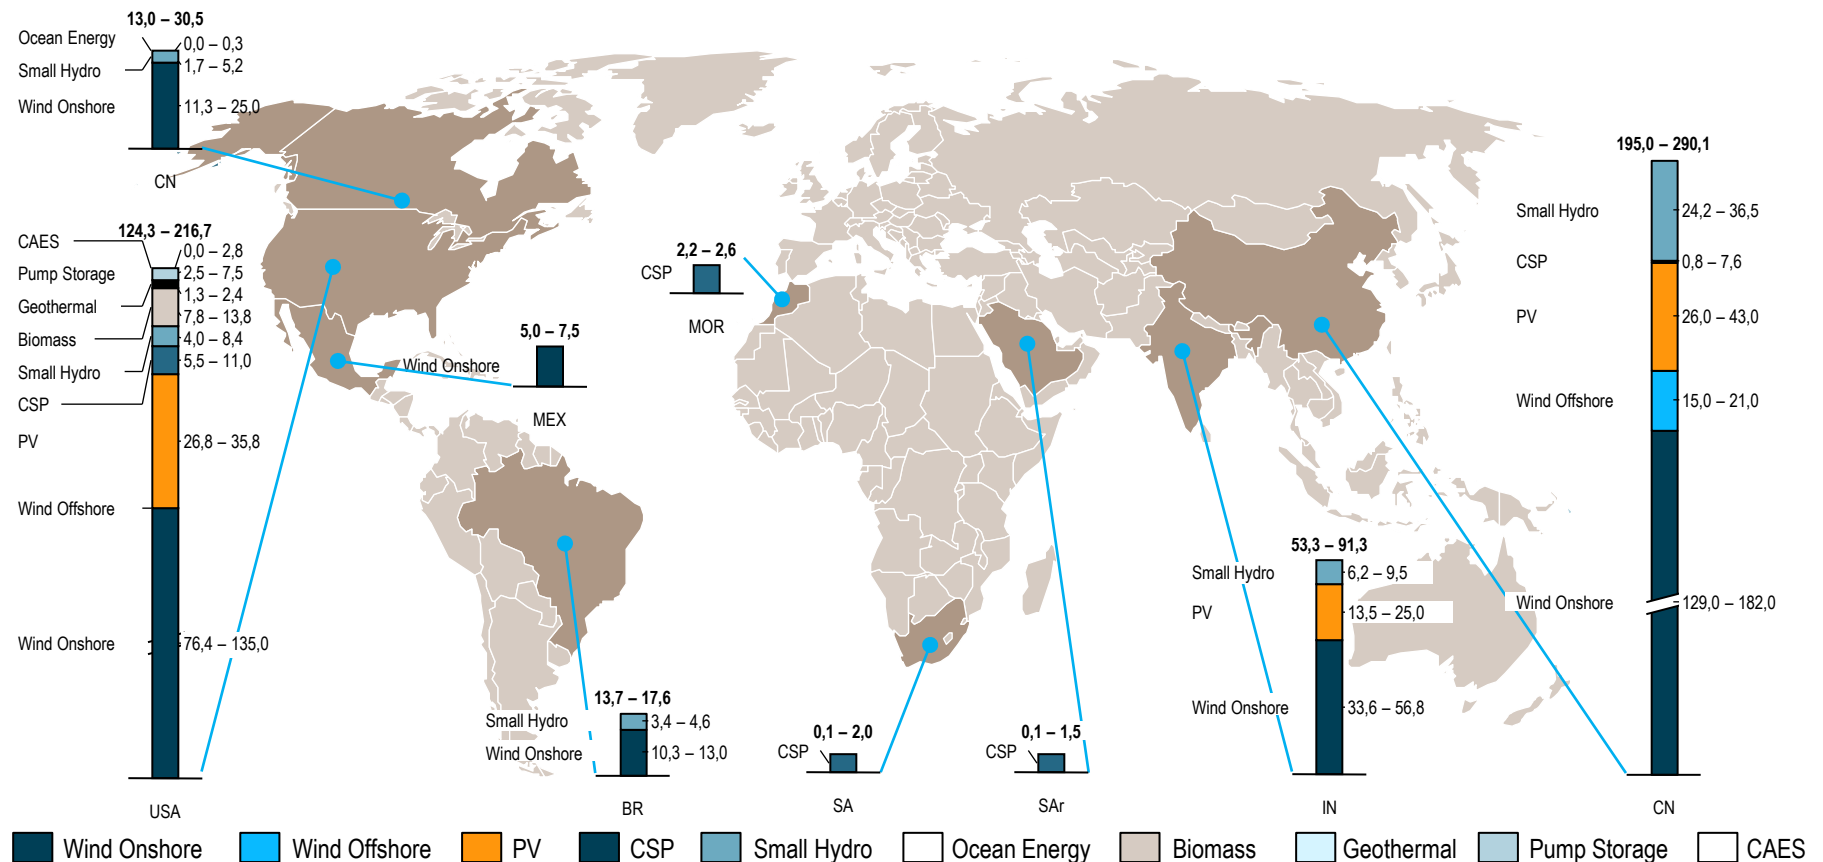 13,0 – 30,5
Ocean Energy
0,0 – 0,3
Small Hydro
1,7 – 5,2
Wind Onshore
11,3 – 25,0
CN
124,3 – 216,7
CAES
0,0 – 2,8
Pump Storage
2,5 – 7,5
Geothermal
1,3 – 2,4
Biomass
7,8 – 13,8
Small Hydro
4,0 – 8,4
CSP
5,5 – 11,0
PV
26,8 – 35,8
Wind Offshore
Wind Onshore
76,4 – 135,0
USA
5,0 – 7,5
Wind Onshore
MEX
13,7 – 17,6
Small Hydro
3,4 – 4,6
Wind Onshore
10,3 – 13,0
BR
2,2 – 2,6
CSP
MOR
0,1 – 2,0
CSP
SA
0,1 – 1,5
CSP
SAr
53,3 – 91,3
Small Hydro
6,2 – 9,5
PV
13,5 – 25,0
Wind Onshore
33,6 – 56,8
IN
195,0 – 290,1
Small Hydro
24,2 – 36,5
CSP
0,8 – 7,6
PV
26,0 – 43,0
Wind Offshore
15,0 – 21,0
Wind Onshore
129,0 – 182,0
CN
Wind Onshore
Wind Offshore
PV
CSP
Small Hydro
Ocean Energy
Biomass
Geothermal
Pump Storage
CAES